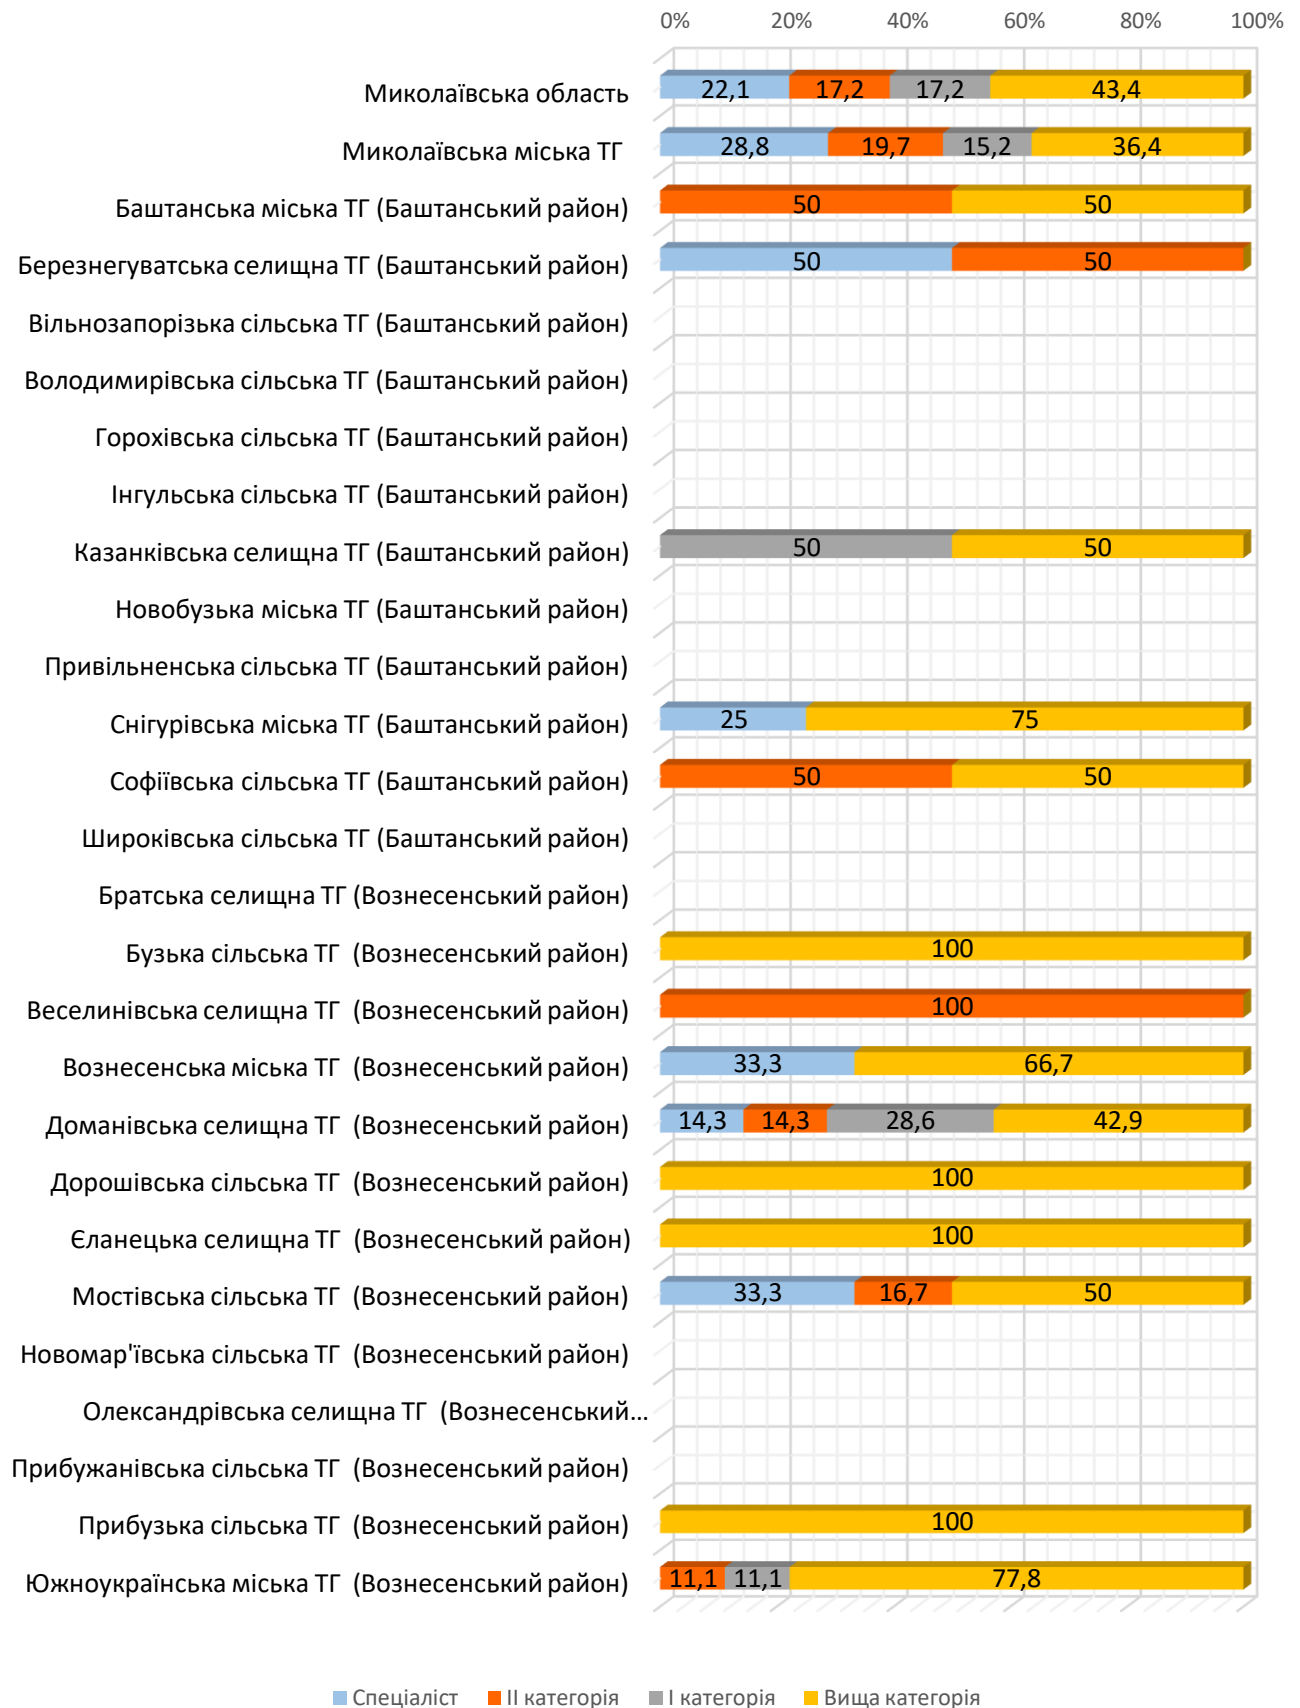 0% 20% 40% 60% 80% 100%
Миколаївська область 22,1 17,2 17,2 43,4
Миколаївська міська ТГ 28,8 19,7 15,2 36,4
Баштанська міська ТГ (Баштанський район) 50 50
Березнегуватська селищна ТГ (Баштанський район) 50 50
Вільнозапорізька сільська ТГ (Баштанський район)
Володимирівська сільська ТГ (Баштанський район)
Горохівська сільська ТГ (Баштанський район)
Інгульська сільська ТГ (Баштанський район)
Казанківська селищна ТГ (Баштанський район) 50 50
Новобузька міська ТГ (Баштанський район)
Привільненська сільська ТГ (Баштанський район)
Снігурівська міська ТГ (Баштанський район) 25 75
Софіївська сільська ТГ (Баштанський район) 50 50
Широківська сільська ТГ (Баштанський район)
Братська селищна ТГ (Вознесенський район)
Бузька сільська ТГ (Вознесенський район) 100
Веселинівська селищна ТГ (Вознесенський район) 100
Вознесенська міська ТГ (Вознесенський район) 33,3 66,7
Доманівська селищна ТГ (Вознесенський район) 14,3 14,3 28,6 42,9
Дорошівська сільська ТГ (Вознесенський район) 100
Єланецька селищна ТГ (Вознесенський район) 100
Мостівська сільська ТГ (Вознесенський район) 33,3 16,7 50
Новомар'ївська сільська ТГ (Вознесенський район)
Олександрівська селищна ТГ (Вознесенський...
Прибужанівська сільська ТГ (Вознесенський район)
Прибузька сільська ТГ (Вознесенський район) 100
Южноукраїнська міська ТГ (Вознесенський район) 11,1 11,1 77,8
Спеціаліст ІІ категорія І категорія Вища категорія